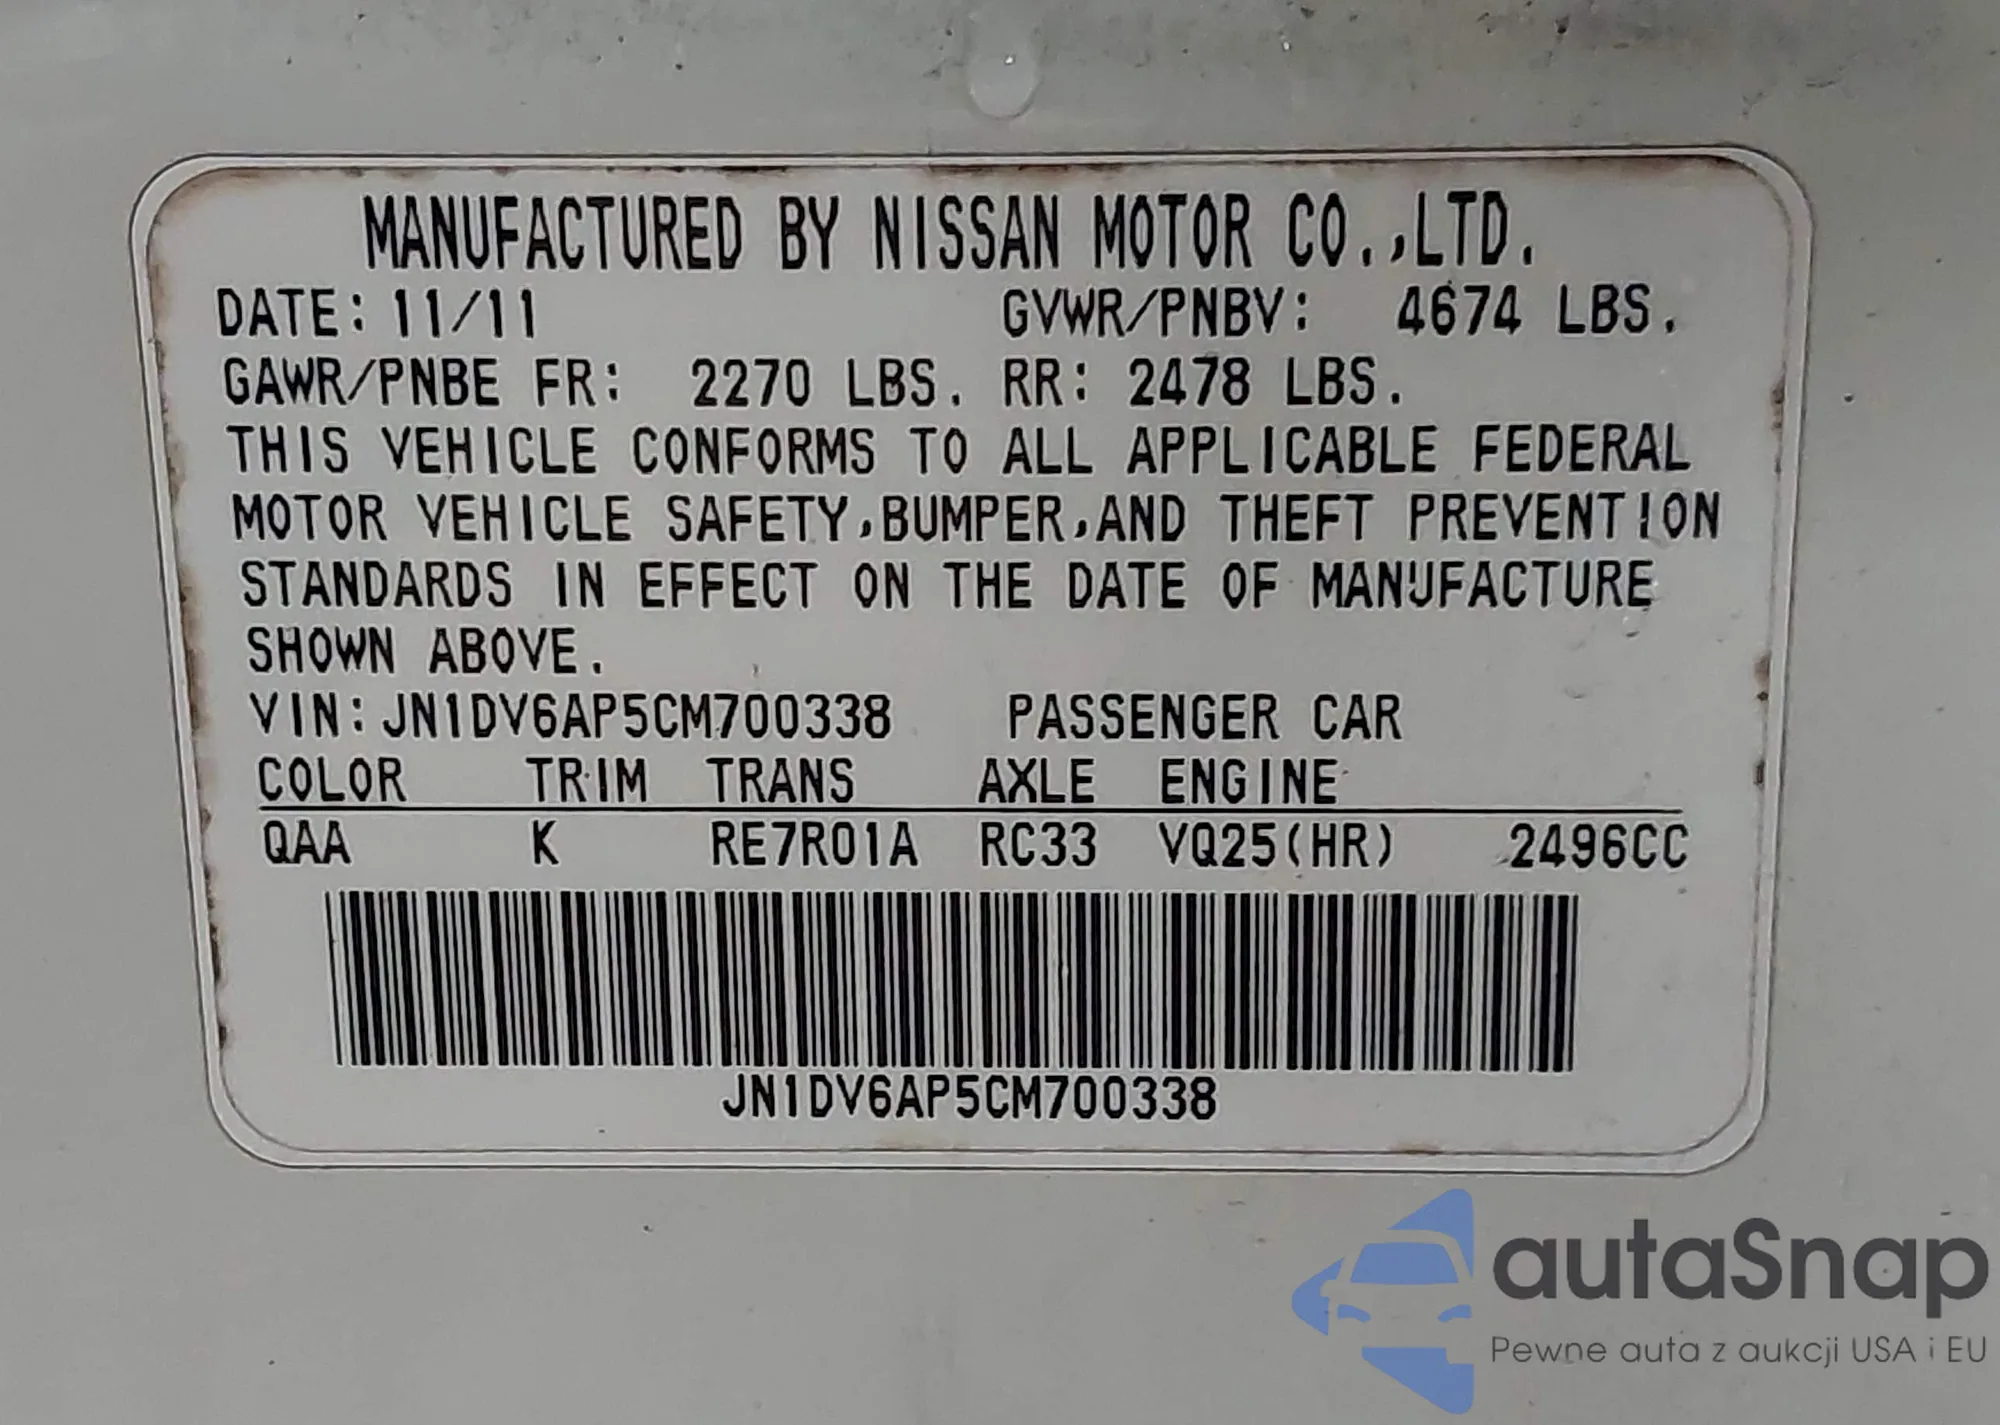 MANUFACTURED BY NISSAN MOTOR CO.,LTD.
DATE: 11/11 GVWR/PNBV: 4674 LBS.
GAWR/PNBE FR: 2270 LBS. RR: 2478 LBS.
THIS VEHICLE CONFORMS TO ALL APPLICABLE FEDERAL
MOTOR VEHICLE SAFETY,BUMPER,AND THEFT PREVENTION
STANDARDS IN EFFECT ON THE DATE OF MANUFACTURE
SHOWN ABOVE.
VIN:JN1DV6AP5CM700338 PASSENGER CAR
COLOR TRIM TRANS AXLE ENGINE
QAA K RE7R01A RC33 VQ25(HR) 2496CC
JN1DV6AP5CM700338
autaSnap
Pewne auta z aukcji USA i EU